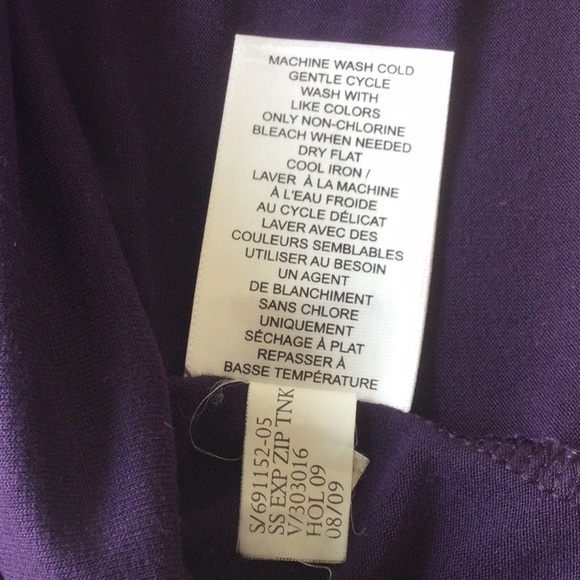 MACHINE WASH COLD
GENTLE CYCLE
WASH WITH
LIKE COLORS
ONLY NON-CHLORINE
BLEACH WHEN NEEDED
DRY FLAT
COOL IRON /
LAVER À LA MACHINE
À L'EAU FROIDE
AU CYCLE DÉLICAT
LAVER AVEC DES
COULEURS SEMBLABLES
UTILISER AU BESOIN
UN AGENT
DE BLANCHIMENT
SANS CHLORE
UNIQUEMENT
SÉCHAGE À PLAT
REPASSER À
BASSE TEMPÉRATURE
S/691152-05
SS EXP ZIP TNK
V/303016
HOL 09
08/09